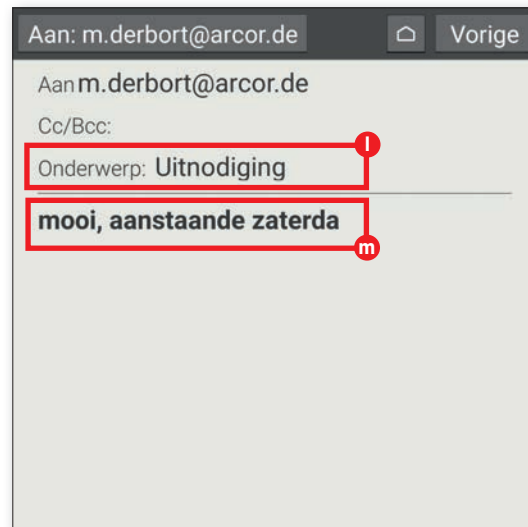 Aan: m.derbort@arcor.de Vorige
Aan m.derbort@arcor.de
Cc/Bcc:
l
Onderwerp: Uitnodiging
mooi, aanstaande zaterda
m